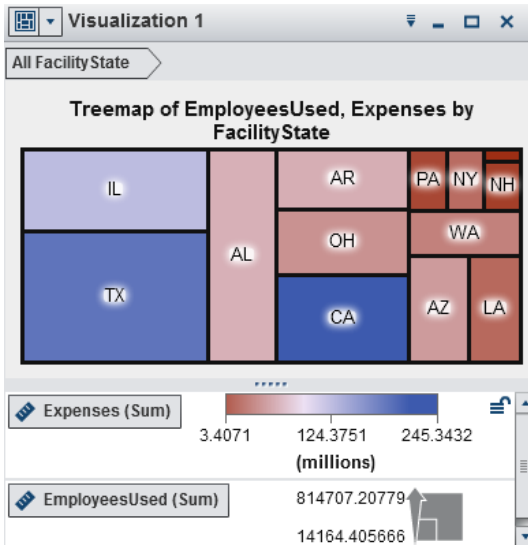 Visualization 1
All FacilityState
Treemap of EmployeesUsed, Expenses by
FacilityState
IL
TX
AL
AR
OH
CA
PA
NY
NH
WA
AZ
LA
Expenses (Sum)
3.4071
124.3751
245.3432
(millions)
EmployeesUsed (Sum)
814707.20779
14164.405666